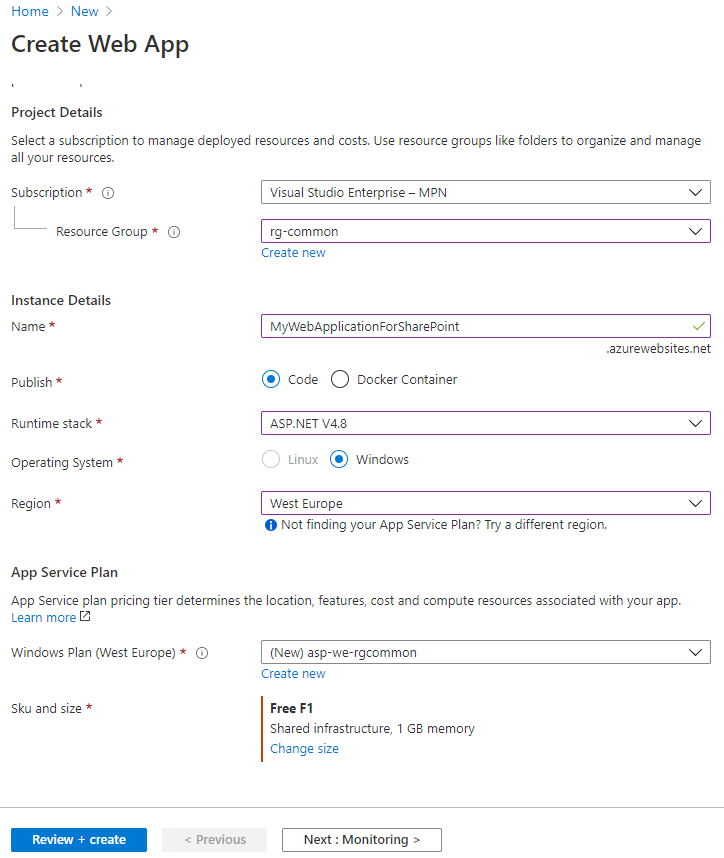 Home > New >
Create Web App
Project Details
Select a subscription to manage deployed resources and costs. Use resource groups like folders to organize and manage
all your resources.
Subscription *
Visual Studio Enterprise – MPN
Resource Group *
rg-common
Create new
Instance Details
Name *
MyWebApplicationForSharePoint
.azurewebsites.net
Publish *
Code
Docker Container
Runtime stack *
ASP.NET V4.8
Operating System *
Linux
Windows
Region *
West Europe
Not finding your App Service Plan? Try a different region.
App Service Plan
App Service plan pricing tier determines the location, features, cost and compute resources associated with your app.
Learn more
Windows Plan (West Europe) *
(New) asp-we-rgcommon
Create new
Sku and size *
Free F1
Shared infrastructure, 1 GB memory
Change size
Review + create
< Previous
Next : Monitoring >